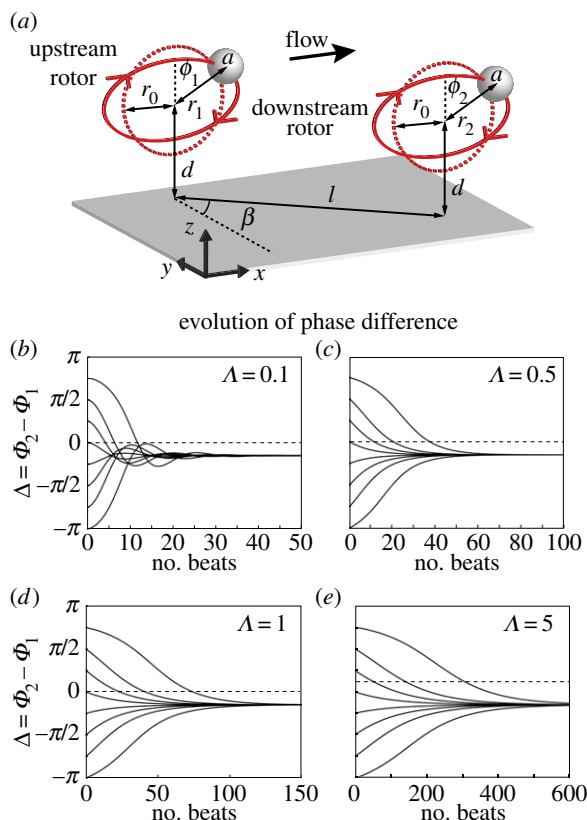 (a)
upstream
rotor
flow
a
ϕ1
r0
r1
d
downstream
rotor
a
ϕ2
r0
r2
d
l
β
z
y
x
evolution of phase difference
(b)
Λ = 0.1
π
π/2
0
−π/2
−π
Δ = Φ2 − Φ1
0 10 20 30 40 50
no. beats
(c)
Λ = 0.5
0 20 40 60 80 100
no. beats
(d)
Λ = 1
π
π/2
0
−π/2
−π
Δ = Φ2 − Φ1
0 50 100 150
no. beats
(e)
Λ = 5
0 200 400 600
no. beats